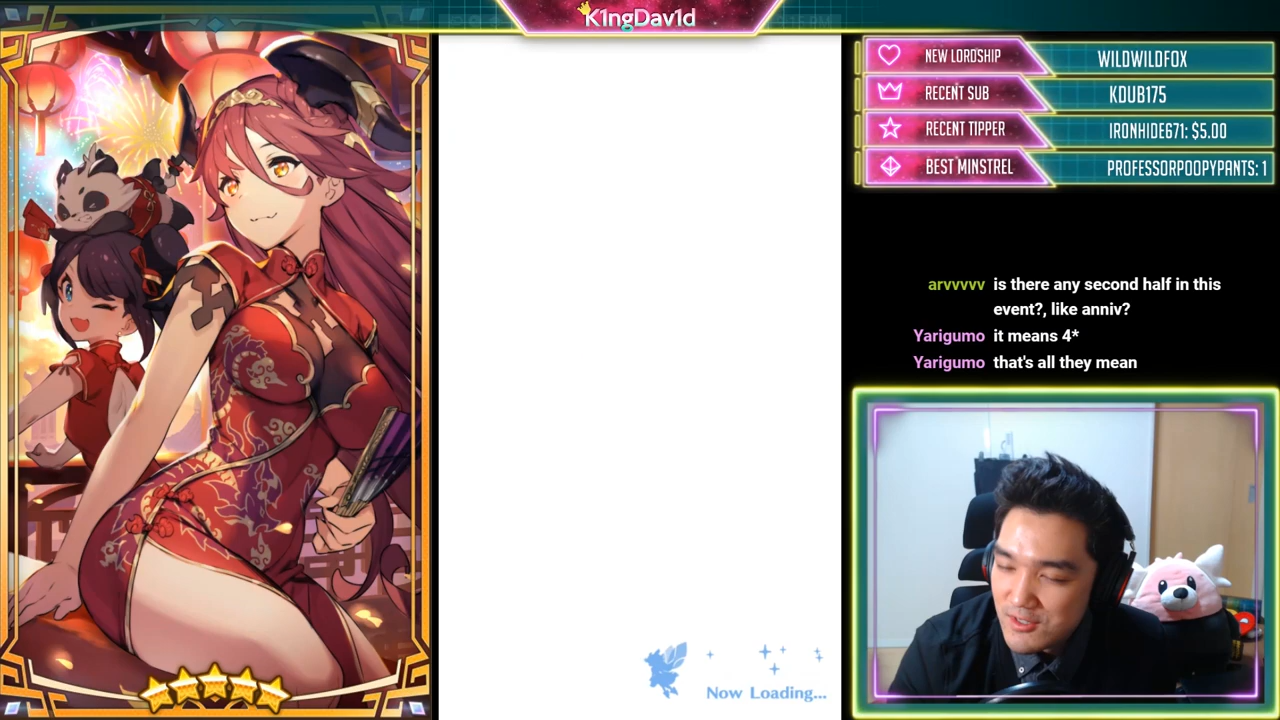 K1ngDav1d
NEW LORDSHIP
WILDWILDFOX
RECENT SUB
KDUB175
RECENT TIPPER
IRONHIDE671: $5.00
BEST MINSTREL
PROFESSORPOOPYPANTS: 1
arvvvvv is there any second half in this
event?, like anniv?
Yarigumo it means 4*
Yarigumo that's all they mean
Now Loading...